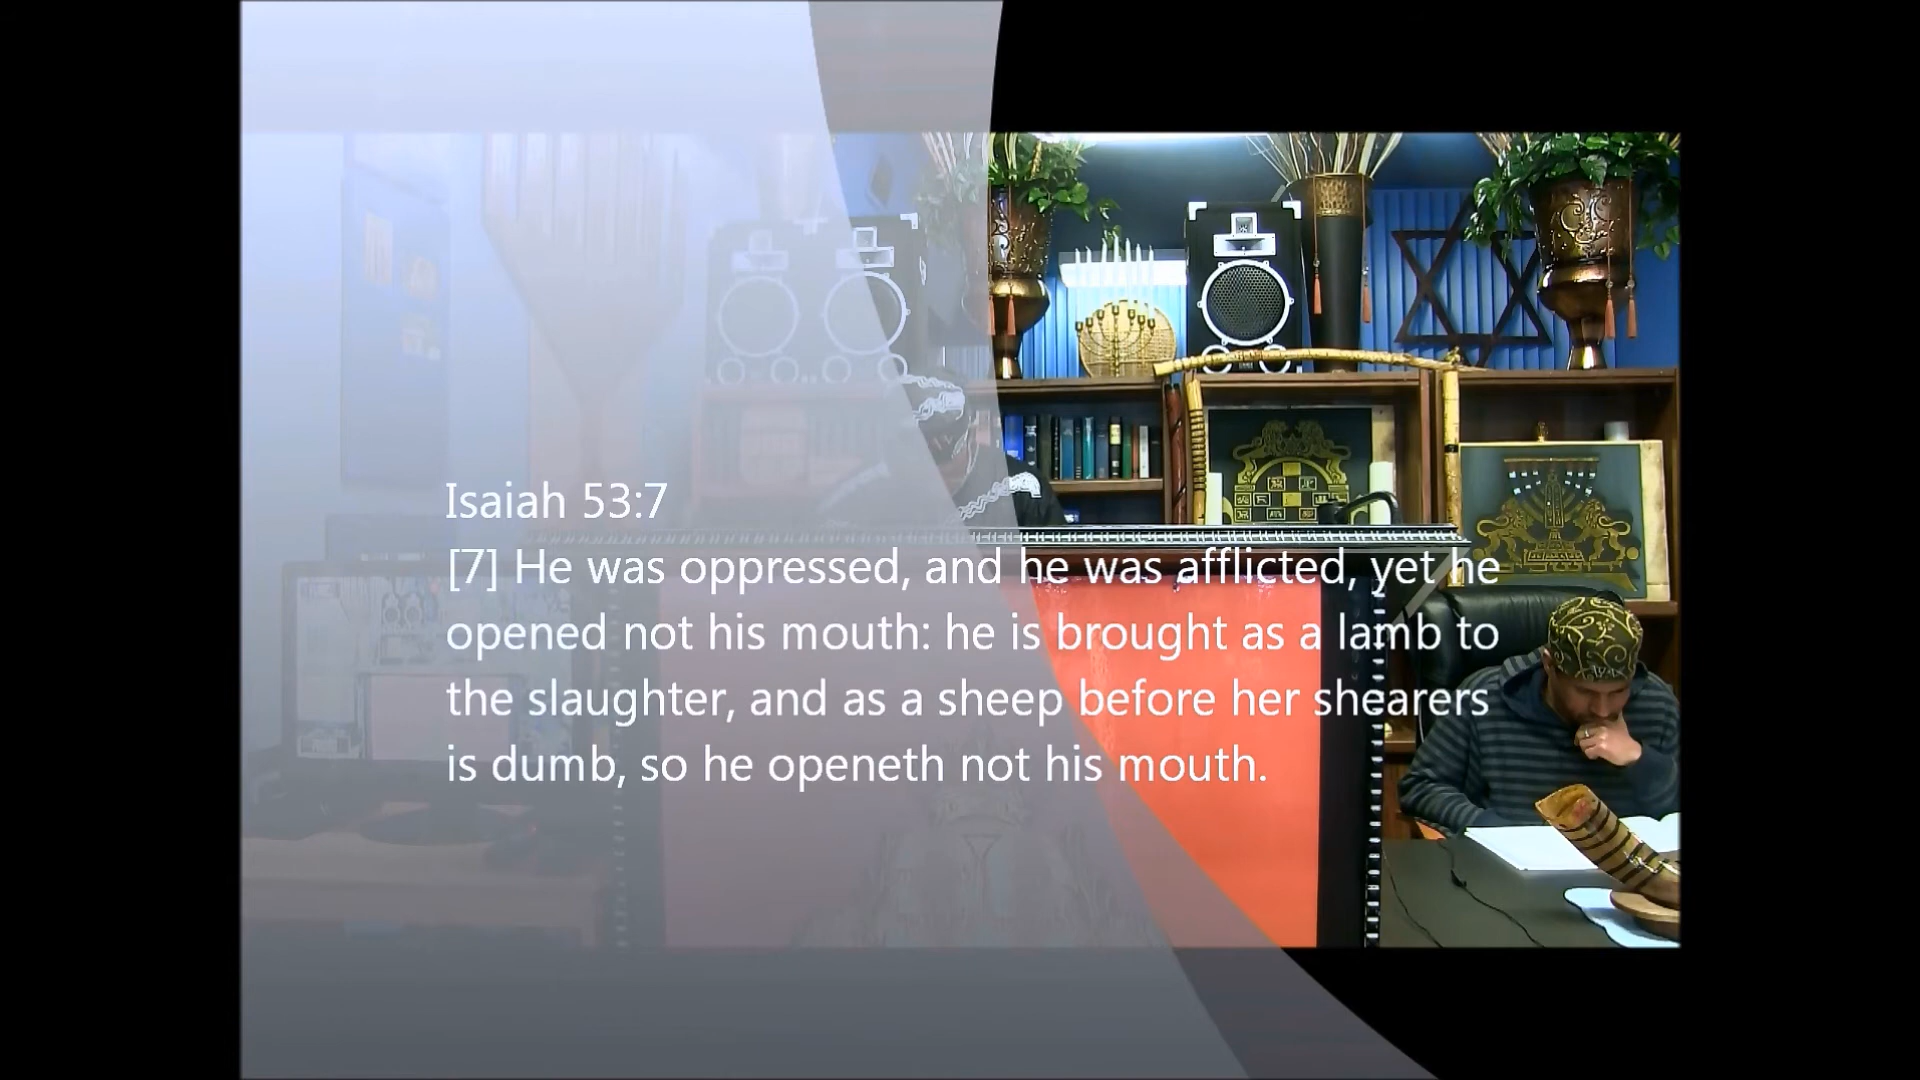 Isaiah 53:7
[7] He was oppressed, and he was afflicted, yet he
opened not his mouth: he is brought as a lamb to
the slaughter, and as a sheep before her shearers
is dumb, so he openeth not his mouth.